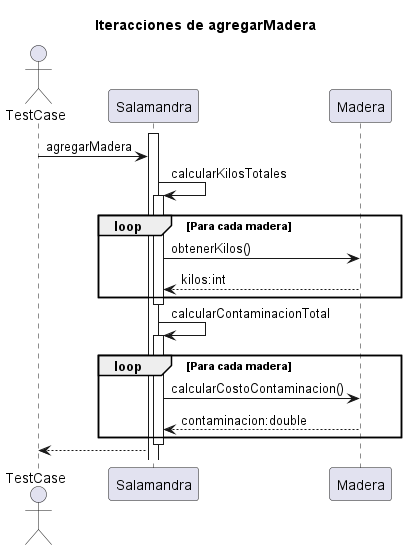 Iteracciones de agregarMadera
TestCase
Salamandra
Madera
agregarMadera
calcularKilosTotales
loop [Para cada madera]
obtenerKilos()
kilos:int
calcularContaminacionTotal
loop [Para cada madera]
calcularCostoContaminacion()
contaminacion:double
TestCase
Salamandra
Madera